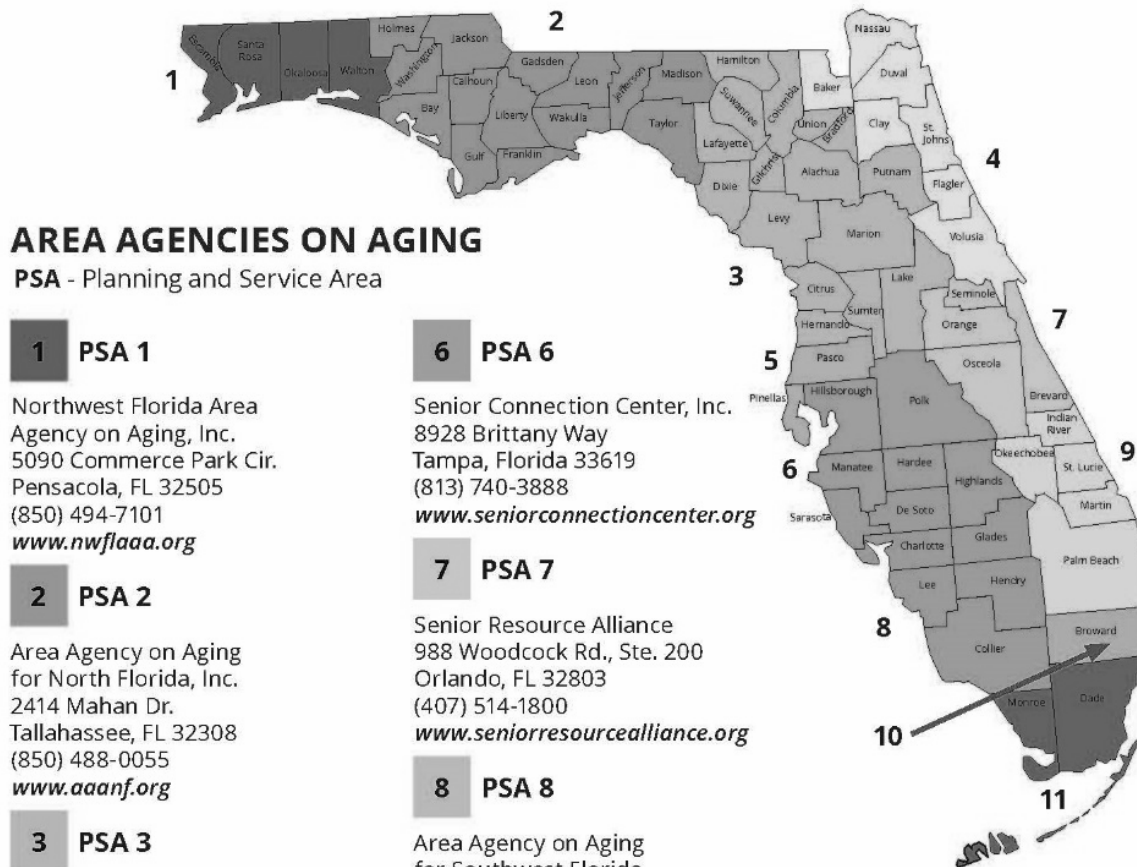 2
Nassau
Holmes
Jackson
Escambia
Santa
Rosa
Okaloosa
Walton
Washington
1
Gadsden
Leon
Jefferson
Madison
Hamilton
Suwannee
Columbia
Baker
Duval
Calhoun
Bay
Liberty
Wakulla
Taylor
Lafayette
Union
Bradford
Clay
St.
Johns
Gulf
Franklin
Dixie
Gilchrist
Alachua
Putnam
Flagler
4
Levy
Marion
Volusia
3
Citrus
Lake
Sumter
Seminole
Hernando
Orange
7
5
Pasco
Osceola
Pinellas
Hillsborough
Polk
Brevard
Indian
River
9
6
Manatee
Hardee
Highlands
Okeechobee
St. Lucie
Sarasota
De Soto
Martin
Charlotte
Glades
Palm Beach
Lee
Hendry
8
Collier
Broward
10
Monroe
Dade
11
AREA AGENCIES ON AGING
PSA - Planning and Service Area
1 PSA 1
Northwest Florida Area
Agency on Aging, Inc.
5090 Commerce Park Cir.
Pensacola, FL 32505
(850) 494-7101
www.nwflaaa.org
2 PSA 2
Area Agency on Aging
for North Florida, Inc.
2414 Mahan Dr.
Tallahassee, FL 32308
(850) 488-0055
www.aaanf.org
3 PSA 3
6 PSA 6
Senior Connection Center, Inc.
8928 Brittany Way
Tampa, Florida 33619
(813) 740-3888
www.seniorconnectioncenter.org
7 PSA 7
Senior Resource Alliance
988 Woodcock Rd., Ste. 200
Orlando, FL 32803
(407) 514-1800
www.seniorresourcealliance.org
8 PSA 8
Area Agency on Aging
for Southwest Florida